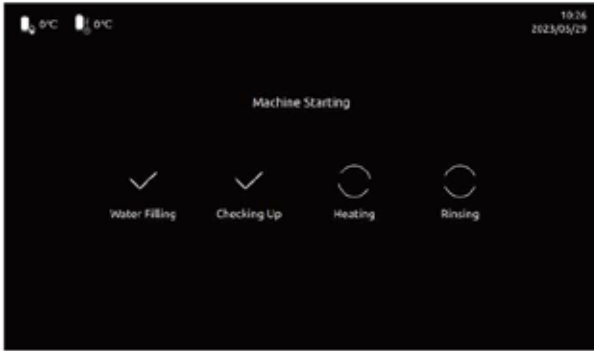 0°C 0°C
10:26
2023/05/29
Machine Starting
Water Filling Checking Up Heating Rinsing